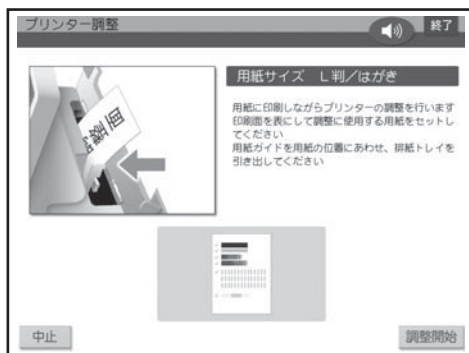 プリンター調整
終了
用紙サイズ　L判／はがき
用紙に印刷しながらプリンターの調整を行います
印刷面を表にして調整に使用する用紙をセットし
てください
用紙ガイドを用紙の位置にあわせ、排紙トレイを
引き出してください
中止
調整開始